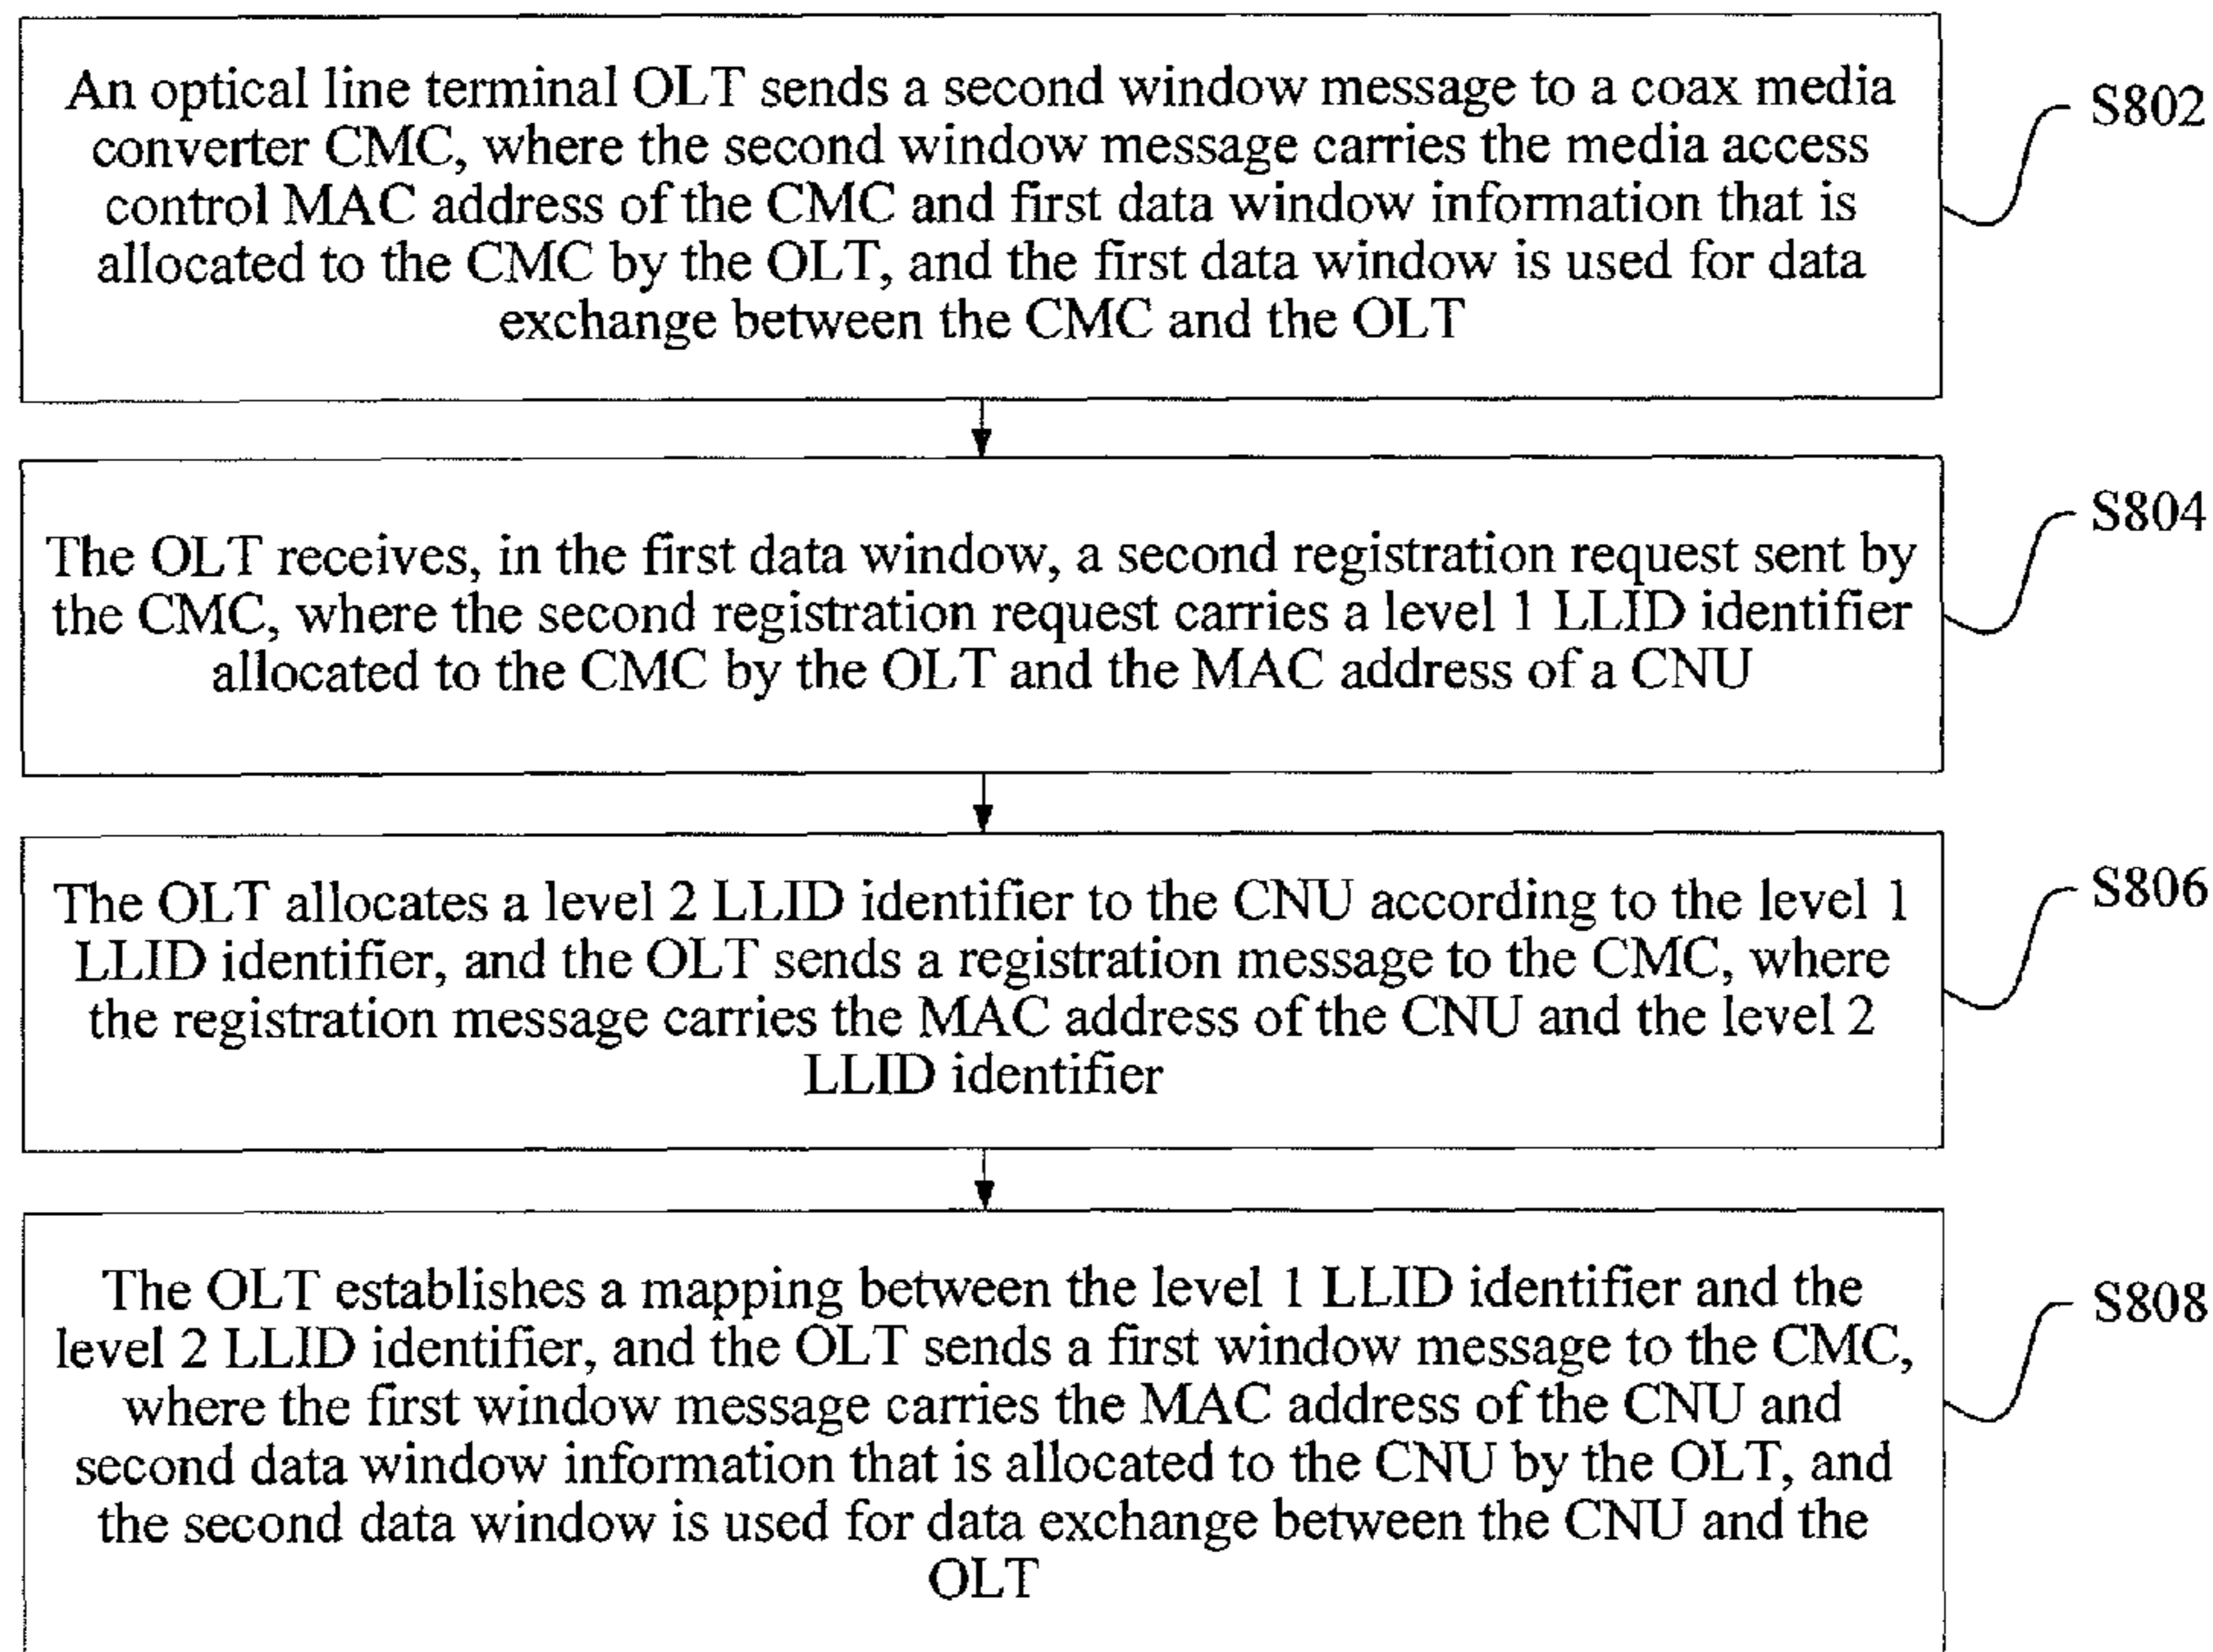 An optical line terminal OLT sends a second window message to a coax media
converter CMC, where the second window message carries the media access
control MAC address of the CMC and first data window information that is
allocated to the CMC by the OLT, and the first data window is used for data
exchange between the CMC and the OLT
S802
The OLT receives, in the first data window, a second registration request sent by
the CMC, where the second registration request carries a level 1 LLID identifier
allocated to the CMC by the OLT and the MAC address of a CNU
S804
The OLT allocates a level 2 LLID identifier to the CNU according to the level 1
LLID identifier, and the OLT sends a registration message to the CMC, where
the registration message carries the MAC address of the CNU and the level 2
LLID identifier
S806
The OLT establishes a mapping between the level 1 LLID identifier and the
level 2 LLID identifier, and the OLT sends a first window message to the CMC,
where the first window message carries the MAC address of the CNU and
second data window information that is allocated to the CNU by the OLT, and
the second data window is used for data exchange between the CNU and the
OLT
S808